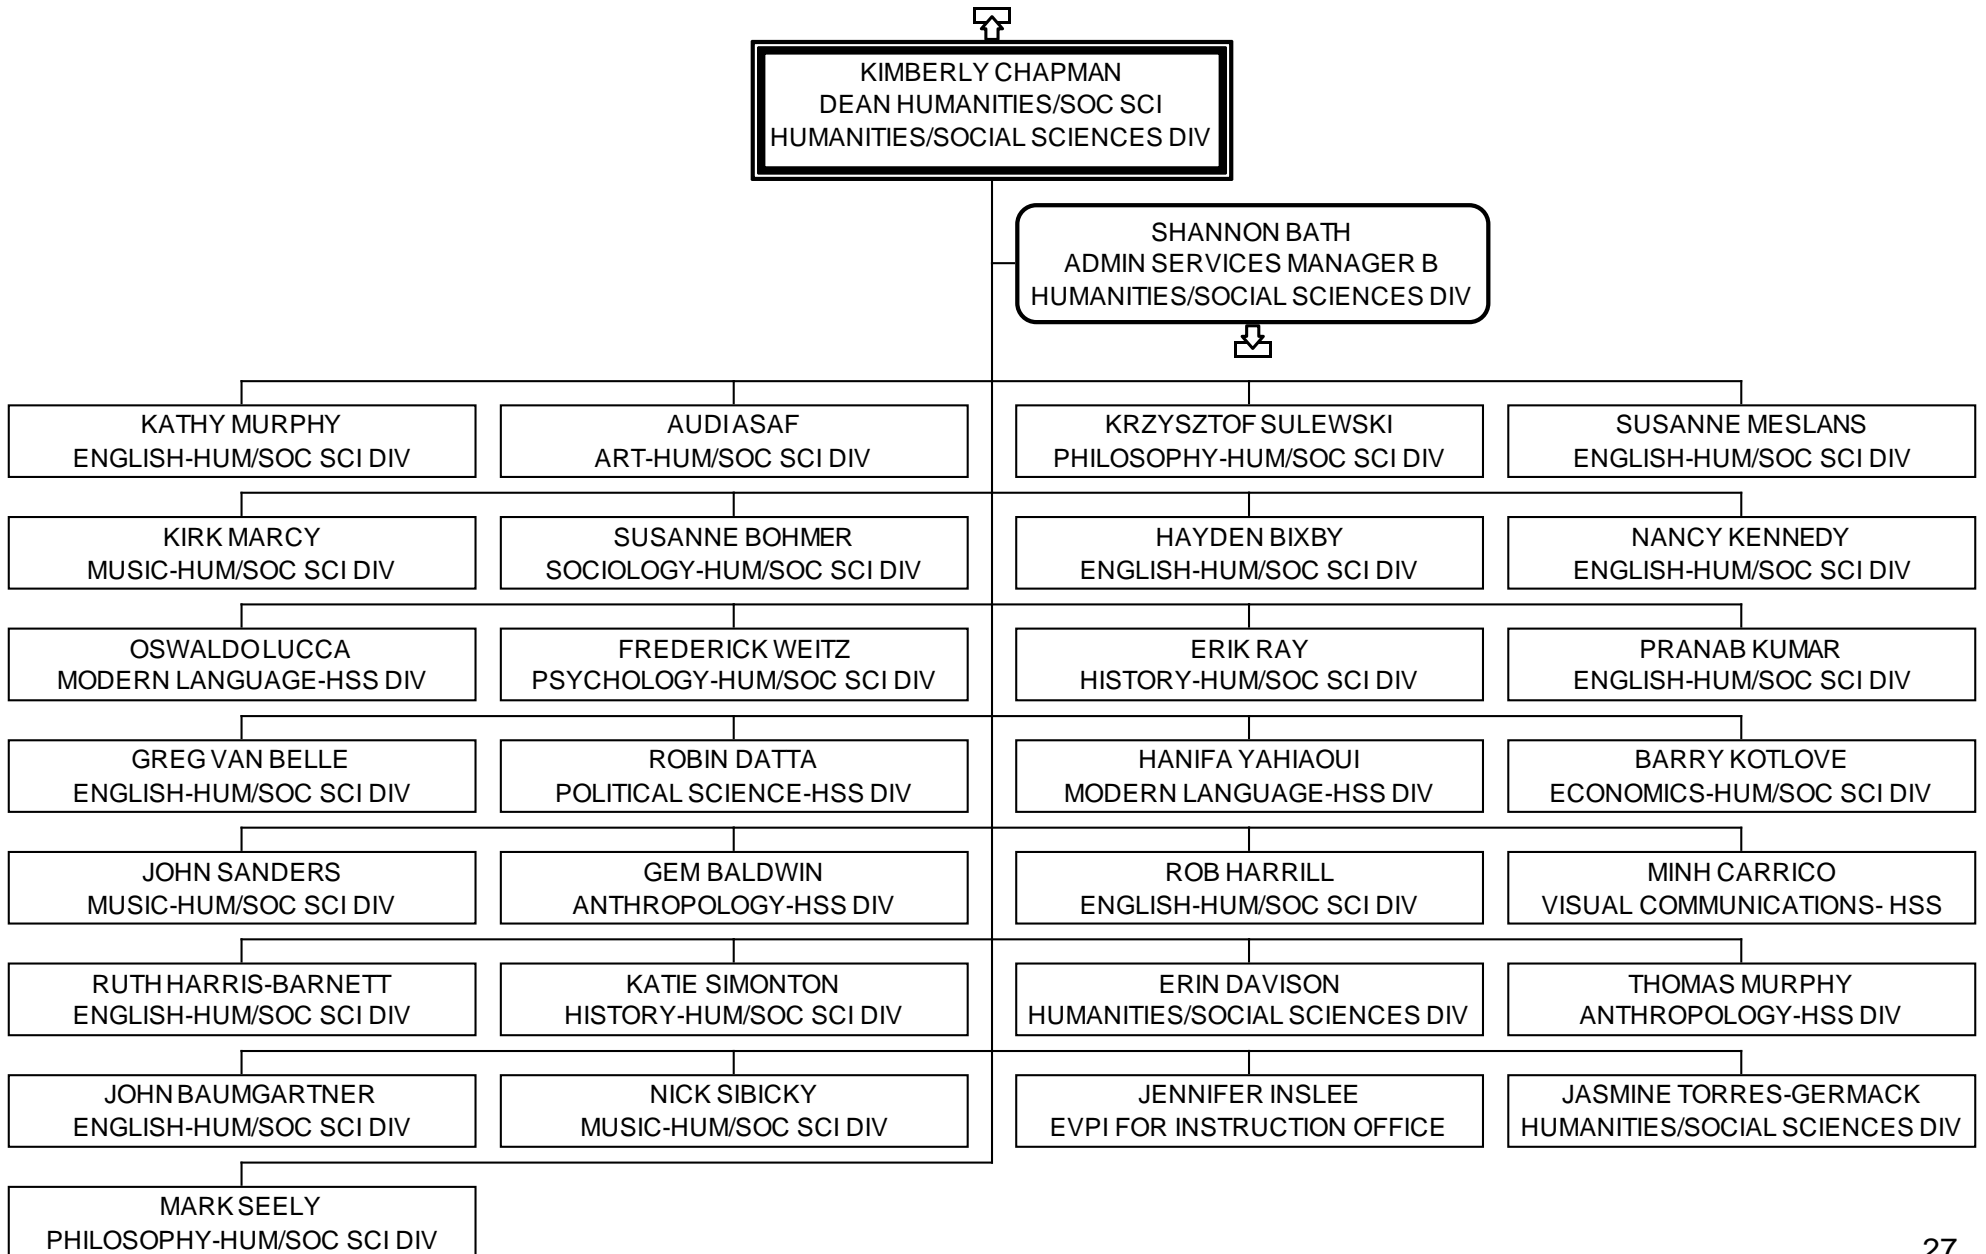 KIMBERLY CHAPMAN
DEAN HUMANITIES/SOC SCI
HUMANITIES/SOCIAL SCIENCES DIV
SHANNON BATH
ADMIN SERVICES MANAGER B
HUMANITIES/SOCIAL SCIENCES DIV
KATHY MURPHY
ENGLISH-HUM/SOC SCI DIV
AUDI ASAF
ART-HUM/SOC SCI DIV
KRZYSZTOF SULEWSKI
PHILOSOPHY-HUM/SOC SCI DIV
SUSANNE MESLANS
ENGLISH-HUM/SOC SCI DIV
KIRK MARCY
MUSIC-HUM/SOC SCI DIV
SUSANNE BOHMER
SOCIOLOGY-HUM/SOC SCI DIV
HAYDEN BIXBY
ENGLISH-HUM/SOC SCI DIV
NANCY KENNEDY
ENGLISH-HUM/SOC SCI DIV
OSWALDO LUCCA
MODERN LANGUAGE-HSS DIV
FREDERICK WEITZ
PSYCHOLOGY-HUM/SOC SCI DIV
ERIK RAY
HISTORY-HUM/SOC SCI DIV
PRANAB KUMAR
ENGLISH-HUM/SOC SCI DIV
GREG VAN BELLE
ENGLISH-HUM/SOC SCI DIV
ROBIN DATTA
POLITICAL SCIENCE-HSS DIV
HANIFA YAHIAOUI
MODERN LANGUAGE-HSS DIV
BARRY KOTLOVE
ECONOMICS-HUM/SOC SCI DIV
JOHN SANDERS
MUSIC-HUM/SOC SCI DIV
GEM BALDWIN
ANTHROPOLOGY-HSS DIV
ROB HARRILL
ENGLISH-HUM/SOC SCI DIV
MINH CARRICO
VISUAL COMMUNICATIONS- HSS
RUTH HARRIS-BARNETT
ENGLISH-HUM/SOC SCI DIV
KATIE SIMONTON
HISTORY-HUM/SOC SCI DIV
ERIN DAVISON
HUMANITIES/SOCIAL SCIENCES DIV
THOMAS MURPHY
ANTHROPOLOGY-HSS DIV
JOHN BAUMGARTNER
ENGLISH-HUM/SOC SCI DIV
NICK SIBICKY
MUSIC-HUM/SOC SCI DIV
JENNIFER INSLEE
EVPI FOR INSTRUCTION OFFICE
JASMINE TORRES-GERMACK
HUMANITIES/SOCIAL SCIENCES DIV
MARK SEELY
PHILOSOPHY-HUM/SOC SCI DIV
27